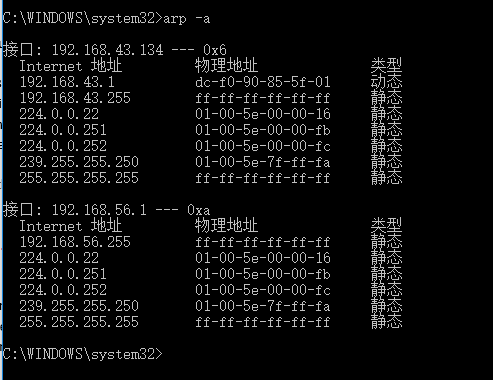 C:\WINDOWS\system32>arp -a
接口: 192.168.43.134 --- 0x6
Internet 地址 物理地址 类型
192.168.43.1 dc-f0-90-85-5f-01 动态
192.168.43.255 ff-ff-ff-ff-ff-ff 静态
224.0.0.22 01-00-5e-00-00-16 静态
224.0.0.251 01-00-5e-00-00-fb 静态
224.0.0.252 01-00-5e-00-00-fc 静态
239.255.255.250 01-00-5e-7f-ff-fa 静态
255.255.255.255 ff-ff-ff-ff-ff-ff 静态
接口: 192.168.56.1 --- 0xa
Internet 地址 物理地址 类型
192.168.56.255 ff-ff-ff-ff-ff-ff 静态
224.0.0.22 01-00-5e-00-00-16 静态
224.0.0.251 01-00-5e-00-00-fb 静态
224.0.0.252 01-00-5e-00-00-fc 静态
239.255.255.250 01-00-5e-7f-ff-fa 静态
255.255.255.255 ff-ff-ff-ff-ff-ff 静态
C:\WINDOWS\system32>